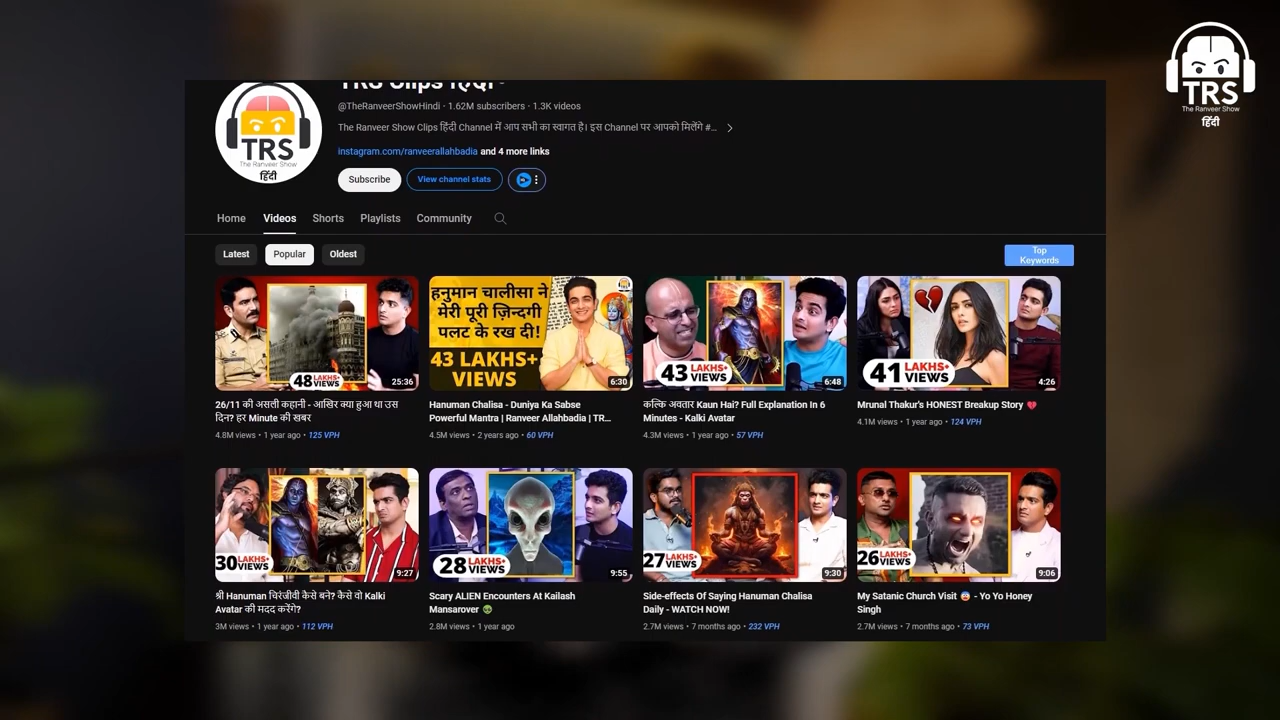 TRS
The Ranveer Show
हिंदी
TRS Clips हिंदी
@TheRanveerShowHindi · 1.62M subscribers · 1.3K videos
The Ranveer Show Clips हिंदी Channel में आप सभी का स्वागत है। इस Channel पर आपको मिलेंगे #...
instagram.com/ranveerallahbadia and 4 more links
TRS
The Ranveer Show
हिंदी
Subscribe
View channel stats
Home
Videos
Shorts
Playlists
Community
Latest
Popular
Oldest
Top
Keywords
48 LAKHS+
VIEWS
25:36
26/11 की असली कहानी - आखिर क्या हुआ था उस
दिन? हर Minute की खबर
4.8M views • 1 year ago • 125 VPH
हनुमान चालीसा ने
मेरी पूरी ज़िन्दगी
पलट के रख दी!
43 LAKHS+
VIEWS
6:30
Hanuman Chalisa - Duniya Ka Sabse
Powerful Mantra | Ranveer Allahbadia | TR...
4.5M views • 2 years ago • 60 VPH
43 LAKHS+
VIEWS
6:48
कल्कि अवतार Kaun Hai? Full Explanation In 6
Minutes - Kalki Avatar
4.3M views • 1 year ago • 57 VPH
41 LAKHS+
VIEWS
4:26
Mrunal Thakur's HONEST Breakup Story 💔
4.1M views • 1 year ago • 124 VPH
30 LAKHS+
VIEWS
9:27
श्री Hanuman चिरंजीवी कैसे बने? कैसे वो Kalki
Avatar की मदद करेंगे?
3M views • 1 year ago • 112 VPH
28 LAKHS+
VIEWS
9:55
Scary ALIEN Encounters At Kailash
Mansarover 👽
2.8M views • 1 year ago
27 LAKHS+
VIEWS
9:30
Side-effects Of Saying Hanuman Chalisa
Daily - WATCH NOW!
2.7M views • 7 months ago • 232 VPH
26 LAKHS+
VIEWS
9:06
My Satanic Church Visit 😨 - Yo Yo Honey
Singh
2.7M views • 7 months ago • 73 VPH